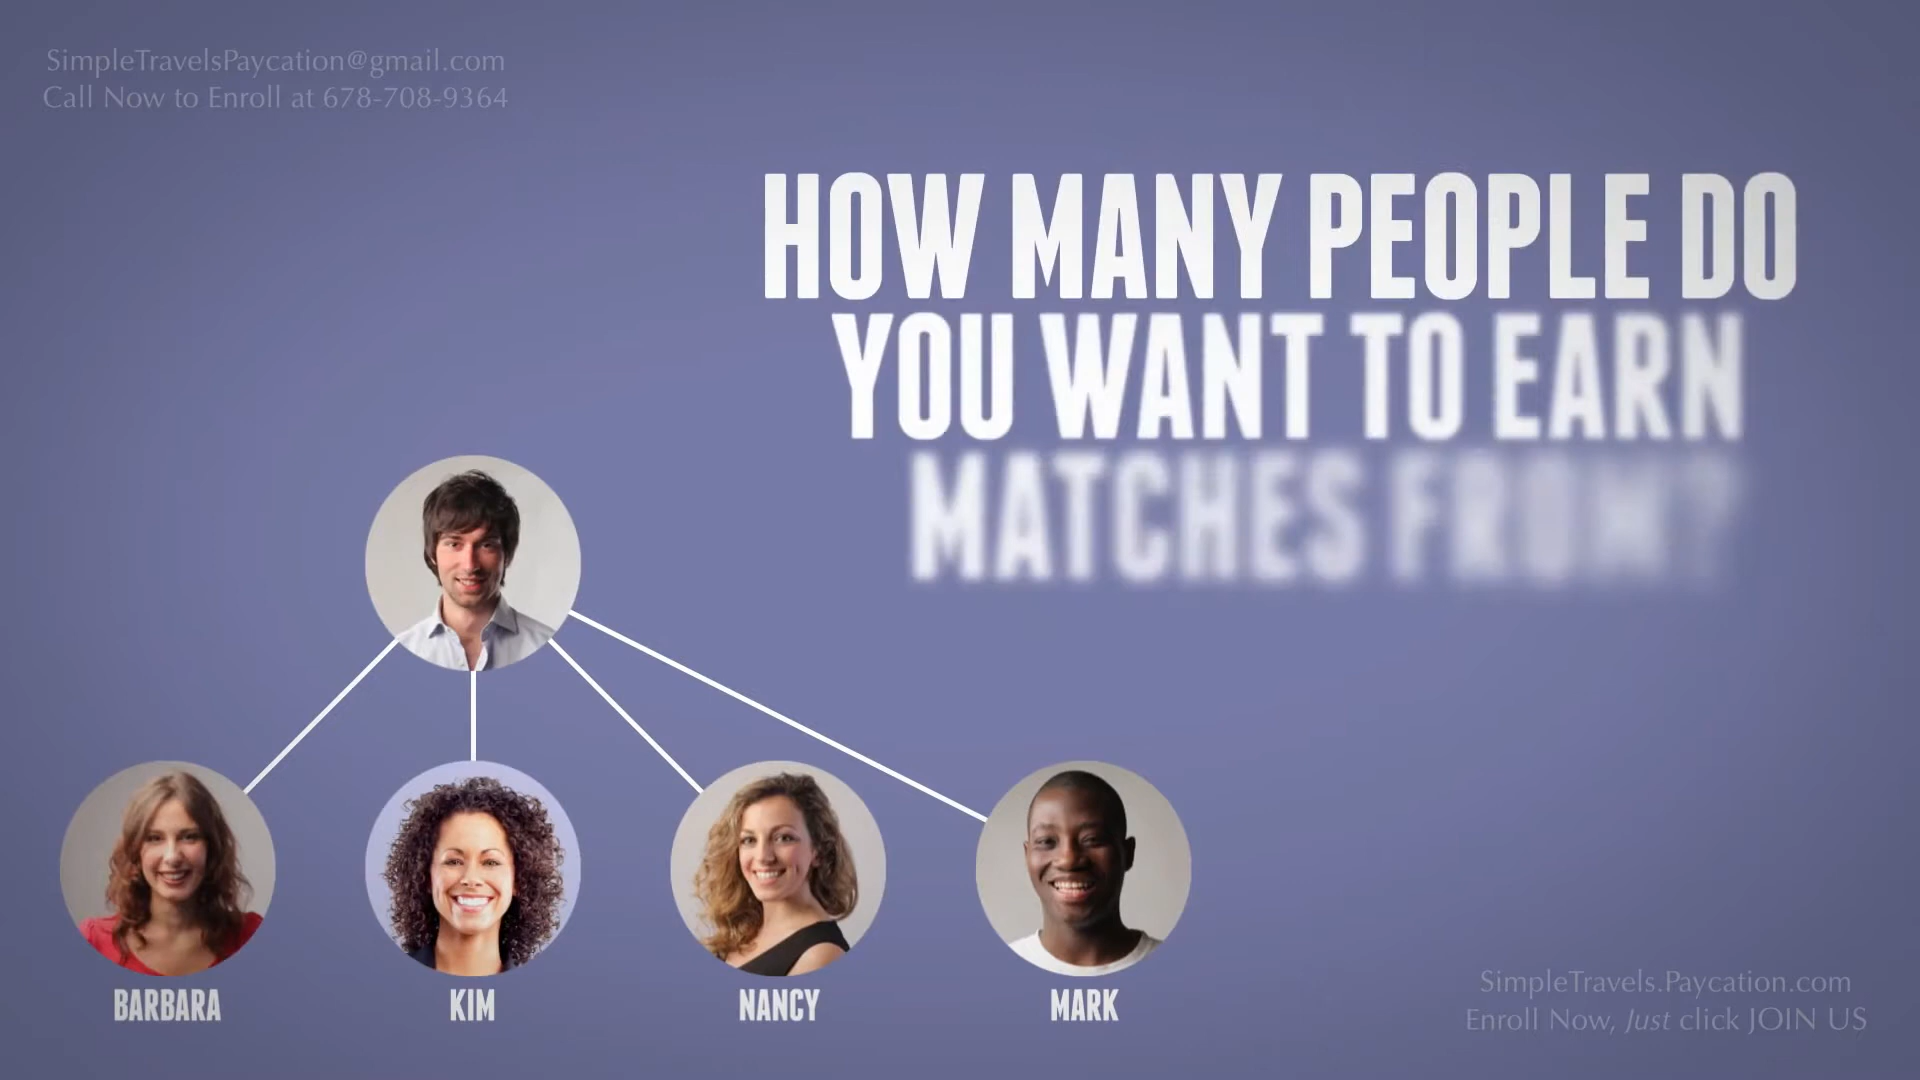 SimpleTravelsPaycation@gmail.com
Call Now to Enroll at 678-708-9364
HOW MANY PEOPLE DO
YOU WANT TO EARN
MATCHES FROM?
BARBARA
KIM
NANCY
MARK
SimpleTravels.Paycation.com
Enroll Now, Just click JOIN US